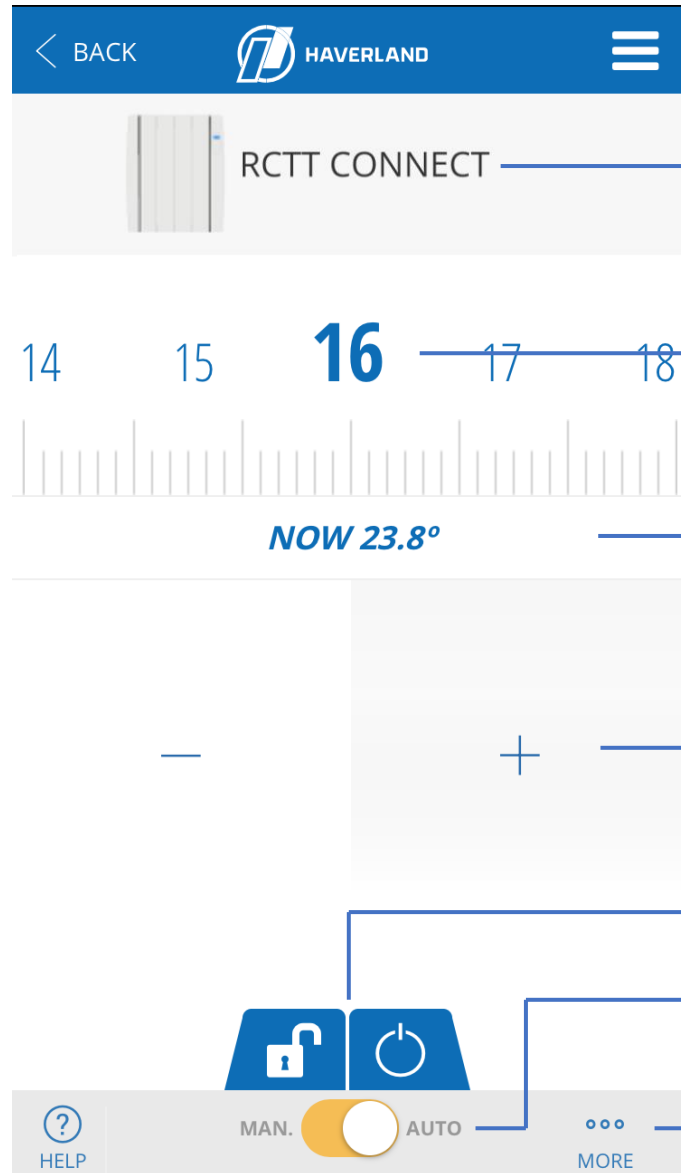 BACK
HAVERLAND
RCTT CONNECT
14 15 16 17 18
NOW 23.8º
MAN. AUTO
? HELP
MORE